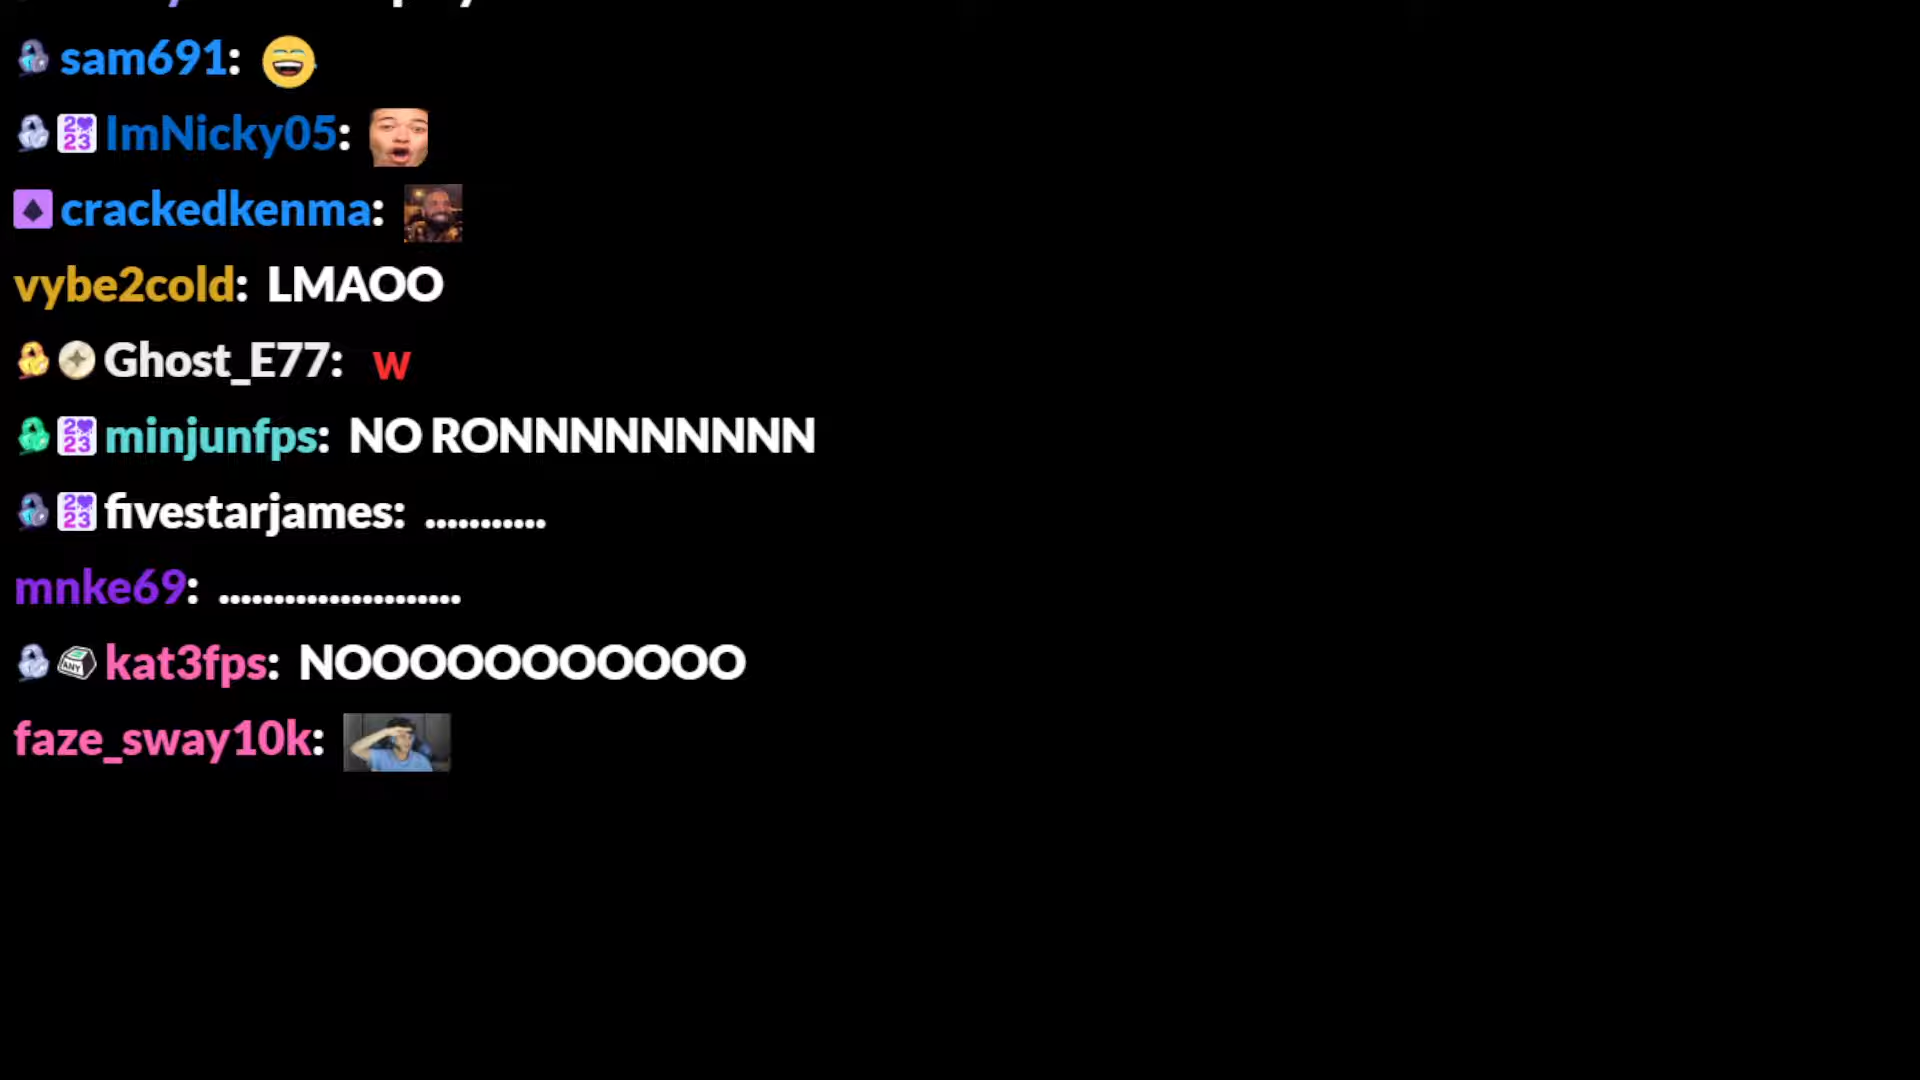 sam691:
ImNicky05:
crackedkenma:
vybe2cold: LMAOO
Ghost_E77: W
minjunfps: NO RONNNNNNNNN
fivestarjames: ...........
mnke69: ......................
kat3fps: NOOOOOOOOOOO
faze_sway10k: